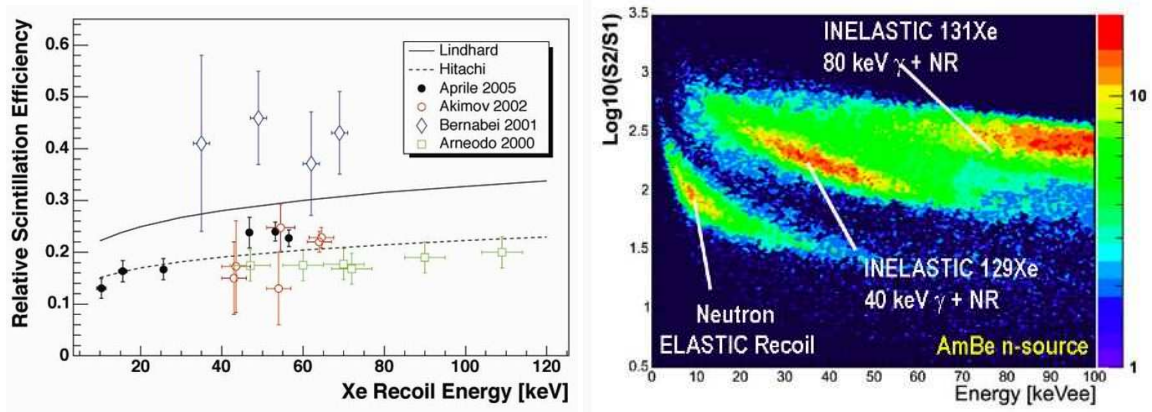 Relative Scintillation Efficiency
0.6
0.5
0.4
0.3
0.2
0.1
0
20
40
60
80
100
120
Xe Recoil Energy [keV]
Lindhard
Hitachi
Aprile 2005
Akimov 2002
Bernabei 2001
Arneodo 2000
Log10(S2/S1)
3.5
3
2.5
2
1.5
1
0.5
0
10
20
30
40
50
60
70
80
90
100
Energy [keVee]
INELASTIC 131Xe
80 keV γ + NR
INELASTIC 129Xe
40 keV γ + NR
Neutron
ELASTIC Recoil
AmBe n-source
10
1